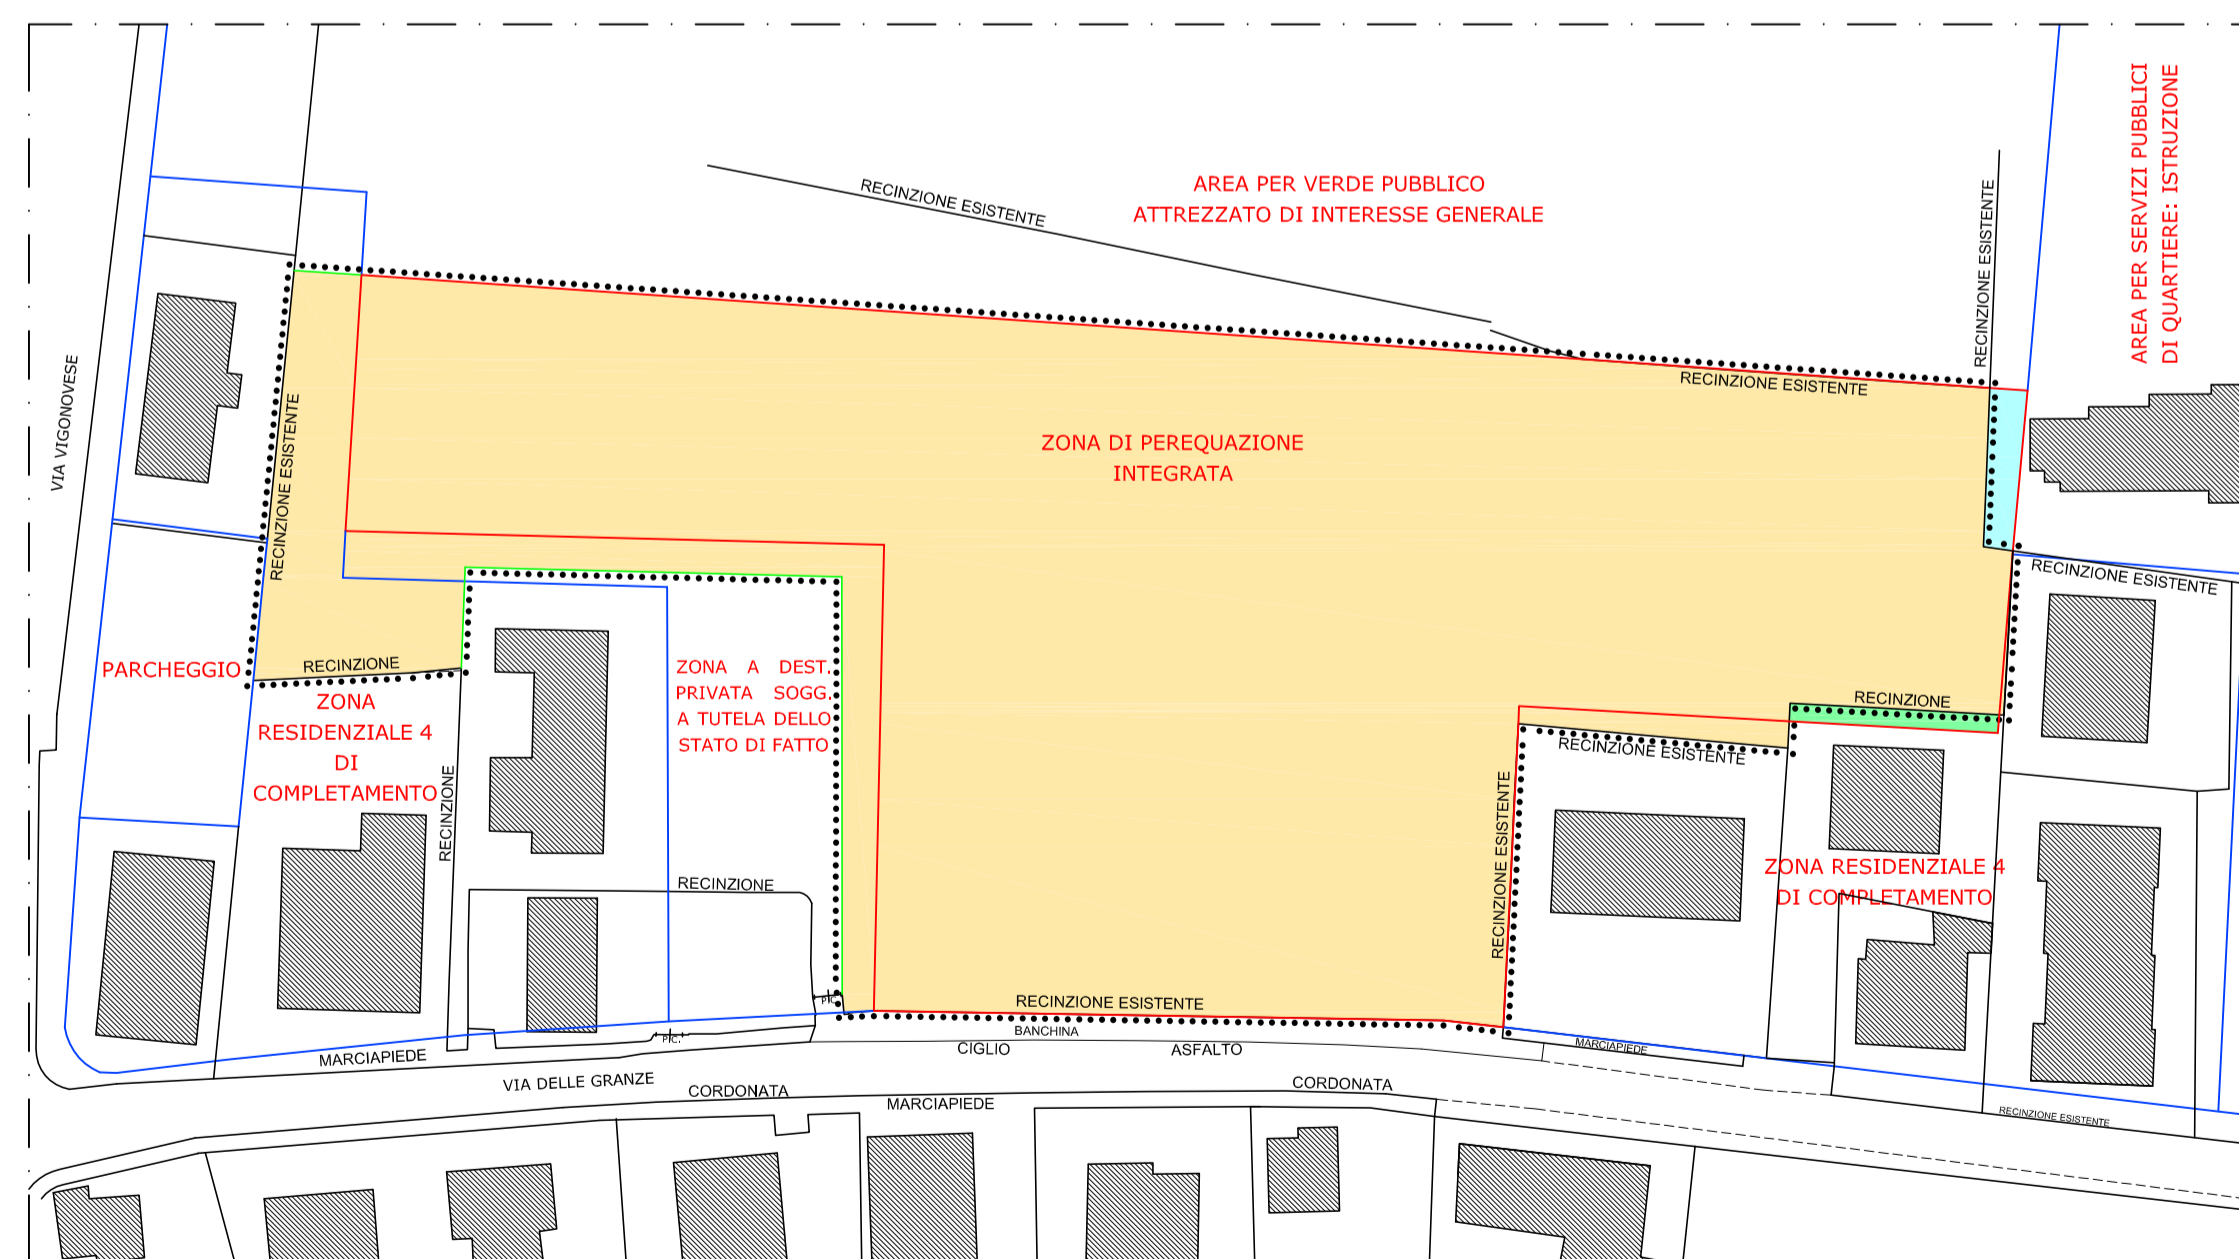 AREA PER SERVIZI PUBBLICI
DI QUARTIERE: ISTRUZIONE
AREA PER VERDE PUBBLICO
ATTREZZATO DI INTERESSE GENERALE
RECINZIONE ESISTENTE
RECINZIONE ESISTENTE
RECINZIONE ESISTENTE
VIA VIGONOVESE
RECINZIONE ESISTENTE
ZONA DI PEREQUAZIONE
INTEGRATA
RECINZIONE ESISTENTE
PARCHEGGIO
RECINZIONE
ZONA
RESIDENZIALE 4
DI
COMPLETAMENTO
RECINZIONE
ZONA A DEST.
PRIVATA SOGG.
A TUTELA DELLO
STATO DI FATTO
RECINZIONE
RECINZIONE ESISTENTE
RECINZIONE
RECINZIONE ESISTENTE
ZONA RESIDENZIALE 4
DI COMPLETAMENTO
PIC.
RECINZIONE ESISTENTE
BANCHINA
PIC.
CIGLIO ASFALTO
MARCIAPIEDE
MARCIAPIEDE
VIA DELLE GRANZE
CORDONATA
CORDONATA
MARCIAPIEDE
RECINZIONE ESISTENTE